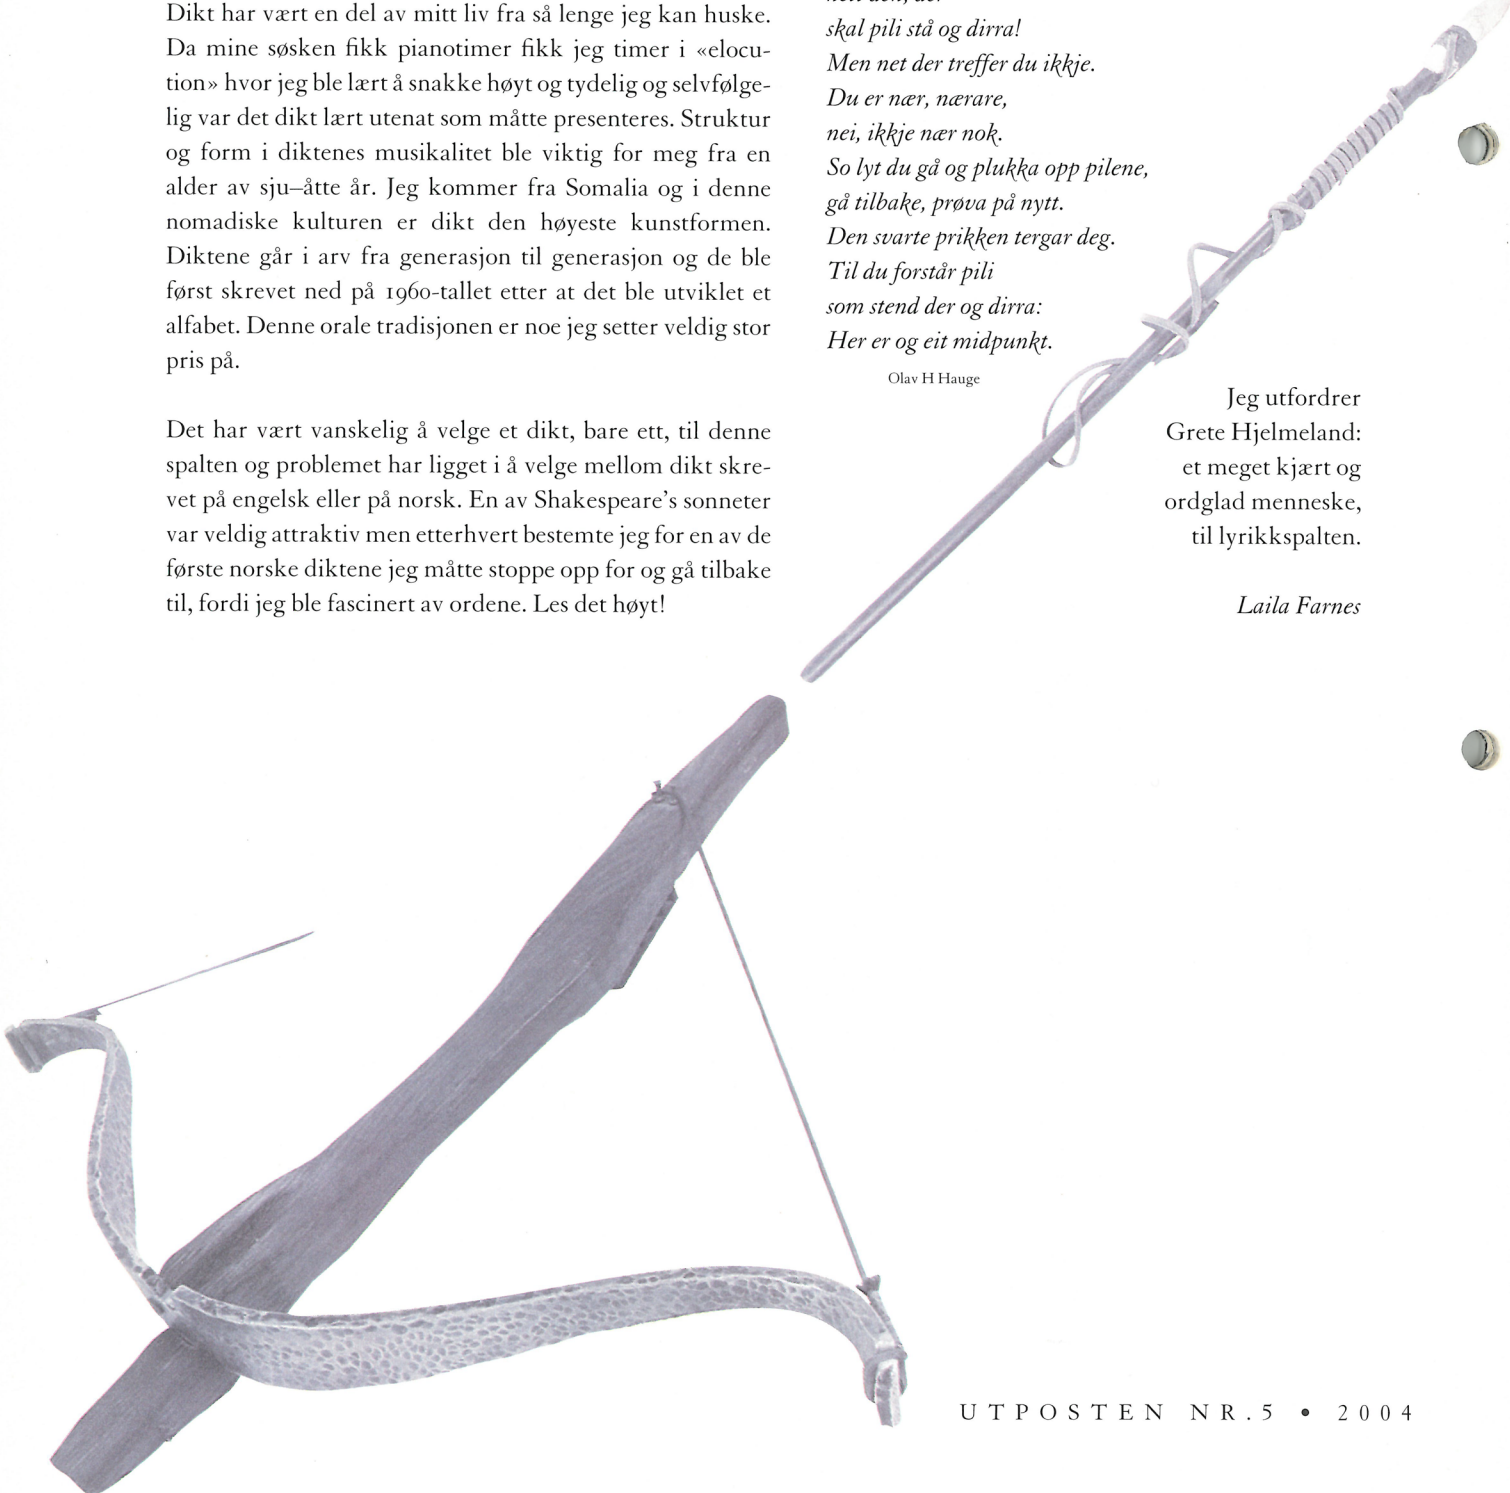 Dikt har vært en del av mitt liv fra så lenge jeg kan huske.
Da mine søsken fikk pianotimer fikk jeg timer i «elocu-
tion» hvor jeg ble lært å snakke høyt og tydelig og selvfølge-
lig var det dikt lært utenat som måtte presenteres. Struktur
og form i diktenes musikalitet ble viktig for meg fra en
alder av sju–åtte år. Jeg kommer fra Somalia og i denne
nomadiske kulturen er dikt den høyeste kunstformen.
Diktene går i arv fra generasjon til generasjon og de ble
først skrevet ned på 1960-tallet etter at det ble utviklet et
alfabet. Denne orale tradisjonen er noe jeg setter veldig stor
pris på.
Det har vært vanskelig å velge et dikt, bare ett, til denne
spalten og problemet har ligget i å velge mellom dikt skre-
vet på engelsk eller på norsk. En av Shakespeare’s sonneter
var veldig attraktiv men etterhvert bestemte jeg for en av de
første norske diktene jeg måtte stoppe opp for og gå tilbake
til, fordi jeg ble fascinert av ordene. Les det høyt!
skal pili stå og dirra!
Men net der treffer du ikkje.
Du er nær, nærare,
nei, ikkje nær nok.
So lyt du gå og plukka opp pilene,
gå tilbake, prøva på nytt.
Den svarte prikken tergar deg.
Til du forstår pili
som stend der og dirra:
Her er og eit midpunkt.
Olav H Hauge
Jeg utfordrer
Grete Hjelmeland:
et meget kjært og
ordglad menneske,
til lyrikkspalten.
Laila Farnes
UTPOSTEN NR.5 • 2004